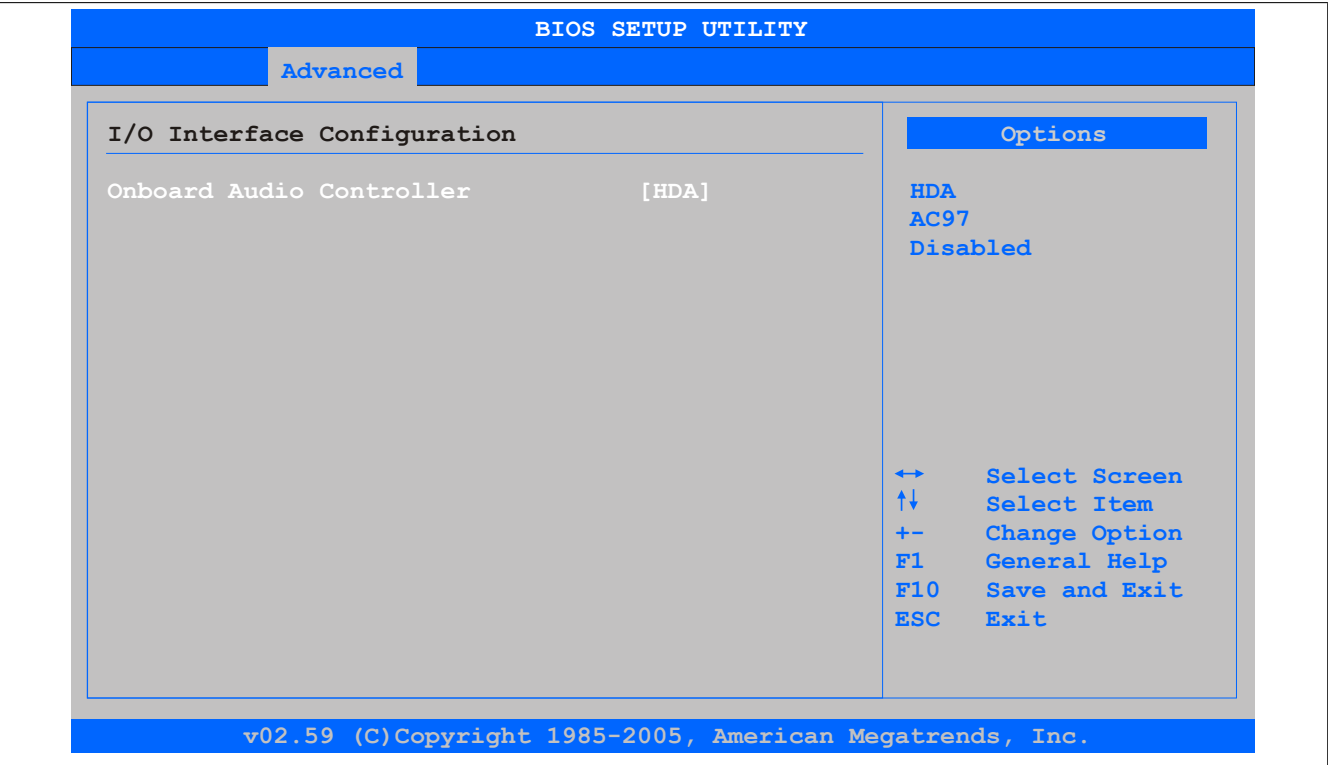 BIOS SETUP UTILITY
Advanced
I/O Interface Configuration
Onboard Audio Controller [HDA]
Options
HDA
AC97
Disabled
←→ Select Screen
↑↓ Select Item
+- Change Option
F1 General Help
F10 Save and Exit
ESC Exit
v02.59 (C)Copyright 1985-2005, American Megatrends, Inc.